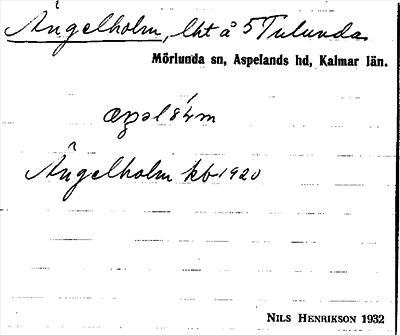 Ängelholm, lht å 5 Tulunda
Mörlunda sn, Aspelands hd, Kalmar län.
Ängelholm kb 1920
NILS HENRIKSON 1932